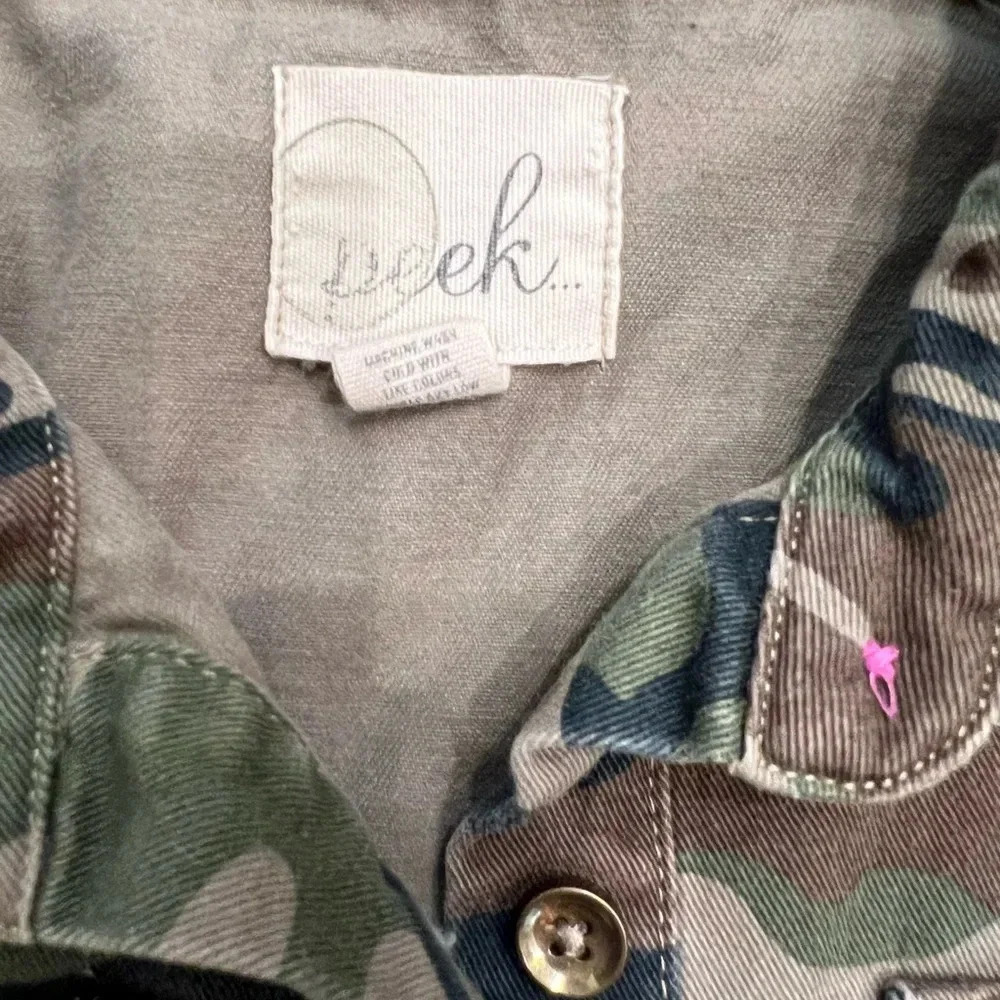 Peek...
MACHINE WASH
COLD WITH
LIKE COLORS